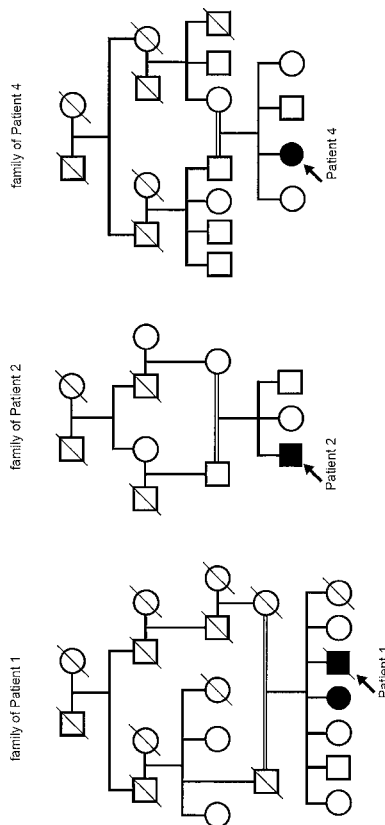 family of Patient 1
family of Patient 2
family of Patient 4
Patient 1
Patient 2
Patient 4